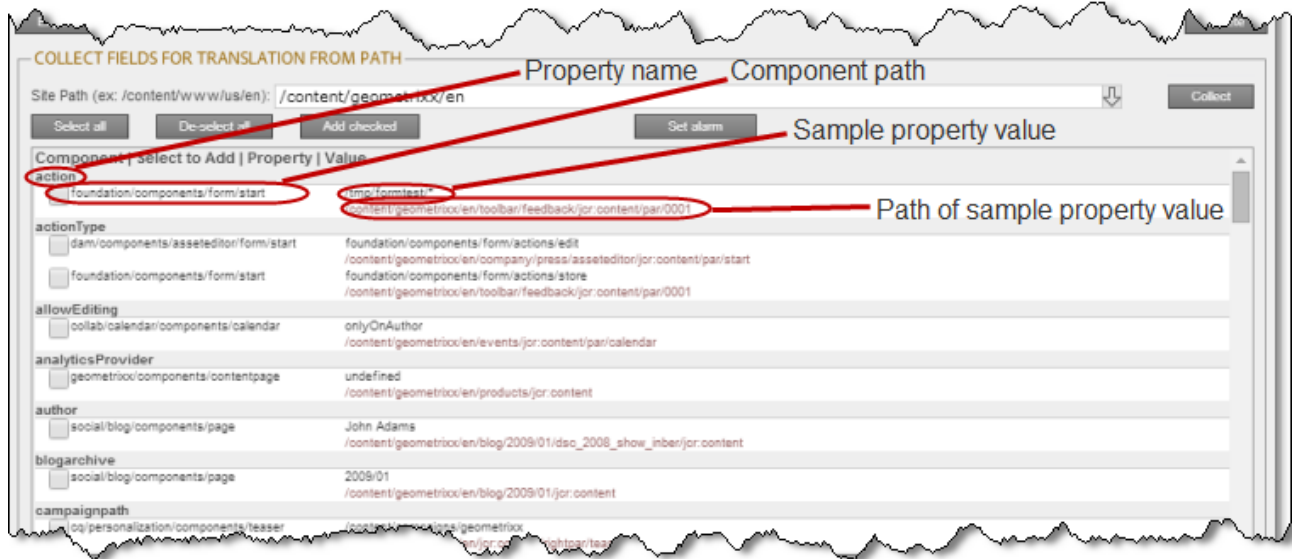 COLLECT FIELDS FOR TRANSLATION FROM PATH
Property name
Component path
Site Path (ex: /content/www/us/en): /content/geometrixx/en
Collect
Select all
De-select all
Add checked
Set alarm
Sample property value
Component | Select to Add | Property | Value
action
foundation/components/form/start
/tmp/formtest/*
/content/geometrixx/en/toolbar/feedback/jcr:content/par/0001
Path of sample property value
actionType
dam/components/asseteditor/form/start
foundation/components/form/actions/edit
/content/geometrixx/en/company/press/asseteditor/jcr:content/par/start
foundation/components/form/start
foundation/components/form/actions/store
/content/geometrixx/en/toolbar/feedback/jcr:content/par/0001
allowEditing
collab/calendar/components/calendar
onlyOnAuthor
/content/geometrixx/en/events/jcr:content/par/calendar
analyticsProvider
geometrixx/components/contentpage
undefined
/content/geometrixx/en/products/jcr:content
author
social/blog/components/page
John Adams
/content/geometrixx/en/blog/2009/01/dsc_2008_show_inber/jcr:content
blogarchive
social/blog/components/page
2009/01
/content/geometrixx/en/blog/2009/01/jcr:content
campaignpath
cq/personalization/components/teaser